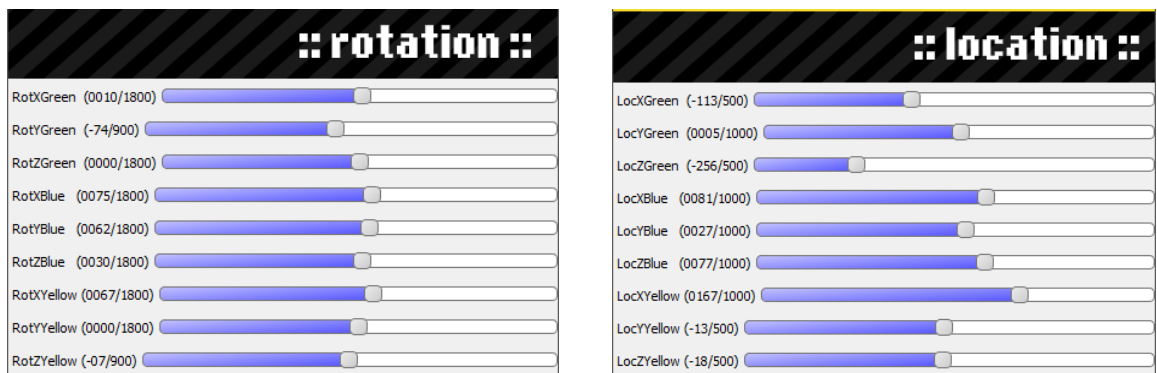 :: rotation ::
RotXGreen (0010/1800)
RotYGreen (-74/900)
RotZGreen (0000/1800)
RotXBlue (0075/1800)
RotYBlue (0062/1800)
RotZBlue (0030/1800)
RotXYellow (0067/1800)
RotYYellow (0000/1800)
RotZYellow (-07/900)
:: location ::
LocXGreen (-113/500)
LocYGreen (0005/1000)
LocZGreen (-256/500)
LocXBlue (0081/1000)
LocYBlue (0027/1000)
LocZBlue (0077/1000)
LocXYellow (0167/1000)
LocYYellow (-13/500)
LocZYellow (-18/500)